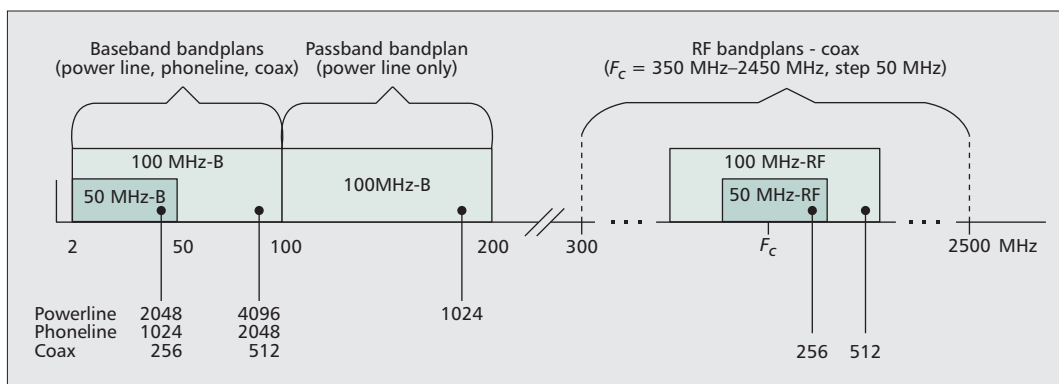 Baseband bandplans
(power line, phoneline, coax)
Passband bandplan
(power line only)
RF bandplans - coax
(Fc = 350 MHz–2450 MHz, step 50 MHz)
100 MHz-B
50 MHz-B
100MHz-B
100 MHz-RF
50 MHz-RF
2 50 100 200 300 Fc 2500 MHz
Powerline 2048 4096 1024
Phoneline 1024 2048
Coax 256 512 256 512